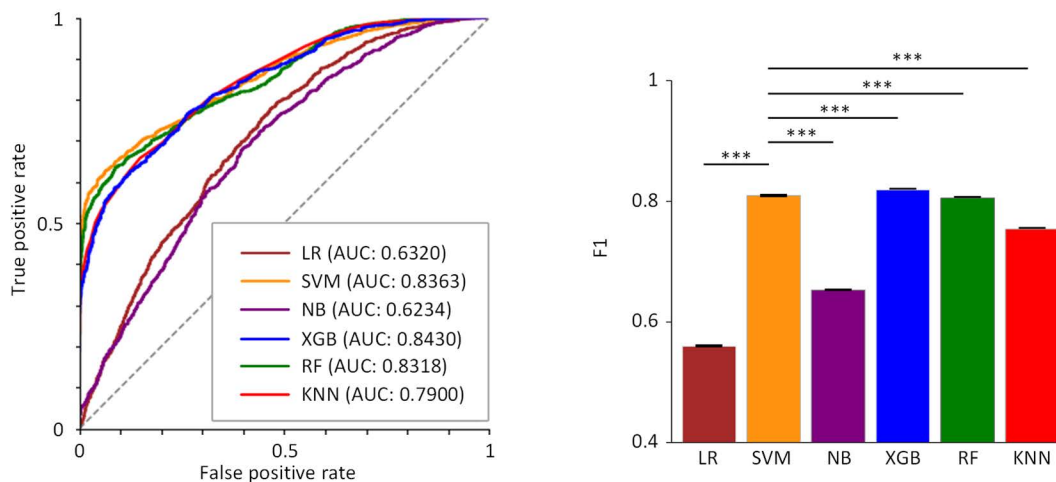 1
True positive rate
0.5
0
LR (AUC: 0.6320)
SVM (AUC: 0.8363)
NB (AUC: 0.6234)
XGB (AUC: 0.8430)
RF (AUC: 0.8318)
KNN (AUC: 0.7900)
0 0.5 1
False positive rate
***
***
***
***
***
1
0.8
F1
0.6
0.4
LR SVM NB XGB RF KNN